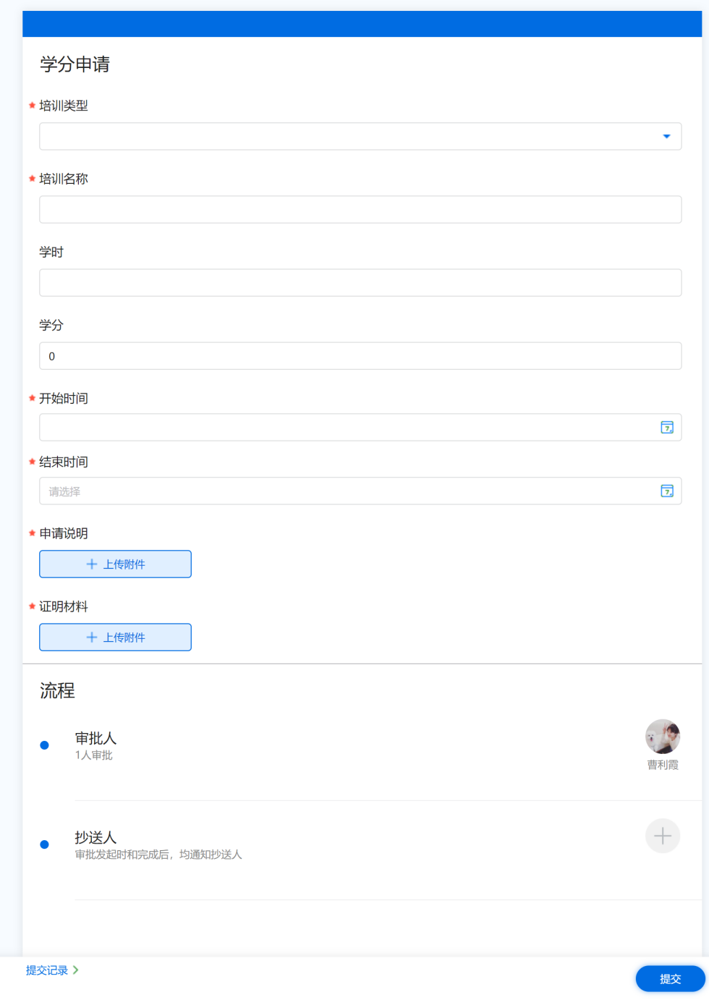 学分申请
培训类型
培训名称
学时
学分
0
开始时间
结束时间
请选择
申请说明
上传附件
证明材料
上传附件
流程
审批人
1人审批
曹利霞
抄送人
审批发起时和完成后，均通知抄送人
提交记录
提交